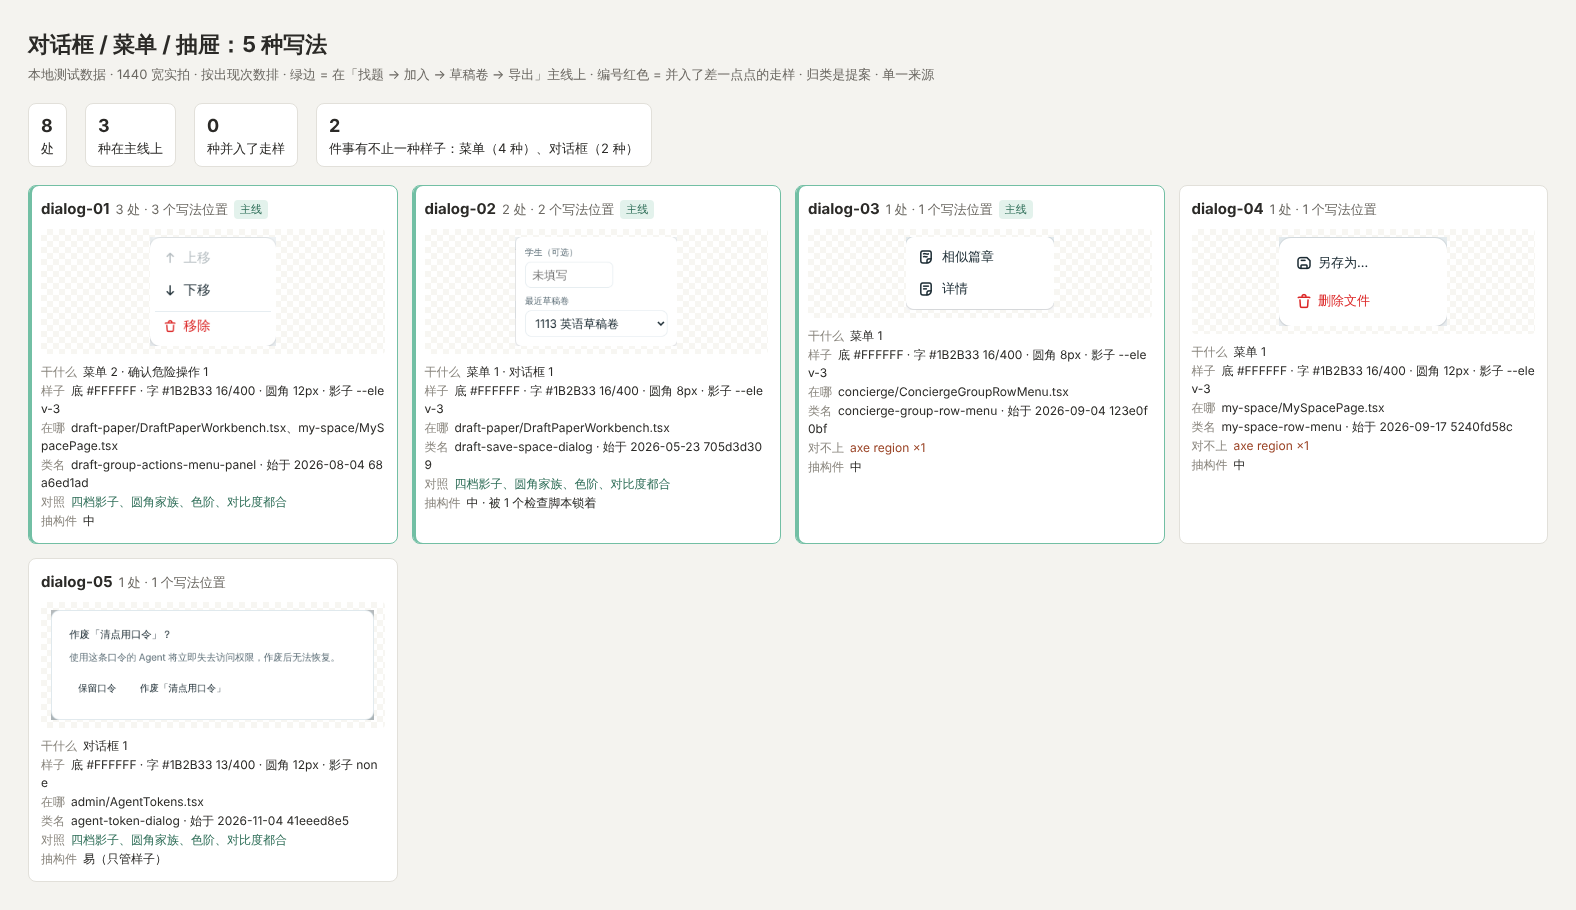 对话框 / 菜单 / 抽屉：5 种写法
本地测试数据 · 1440 宽实拍 · 按出现次数排 · 绿边 = 在「找题 → 加入 → 草稿卷 → 导出」主线上 · 编号红色 = 并入了差一点点的走样 · 归类是提案 · 单一来源
8
处
3
种在主线上
0
种并入了走样
2
件事有不止一种样子：菜单（4 种）、对话框（2 种）
dialog-01 3 处 · 3 个写法位置 主线
上移
下移
移除
干什么 菜单 2 · 确认危险操作 1
样子 底 #FFFFFF · 字 #1B2B33 16/400 · 圆角 12px · 影子 --ele
v-3
在哪 draft-paper/DraftPaperWorkbench.tsx、my-space/MyS
pacePage.tsx
类名 draft-group-actions-menu-panel · 始于 2026-08-04 68
a6ed1ad
对照 四档影子、圆角家族、色阶、对比度都合
抽构件 中
dialog-02 2 处 · 2 个写法位置 主线
学生（可选）
未填写
最近草稿卷
1113 英语草稿卷
干什么 菜单 1 · 对话框 1
样子 底 #FFFFFF · 字 #1B2B33 16/400 · 圆角 8px · 影子 --ele
v-3
在哪 draft-paper/DraftPaperWorkbench.tsx
类名 draft-save-space-dialog · 始于 2026-05-23 705d3d30
9
对照 四档影子、圆角家族、色阶、对比度都合
抽构件 中 · 被 1 个检查脚本锁着
dialog-03 1 处 · 1 个写法位置 主线
相似篇章
详情
干什么 菜单 1
样子 底 #FFFFFF · 字 #1B2B33 16/400 · 圆角 8px · 影子 --ele
v-3
在哪 concierge/ConciergeGroupRowMenu.tsx
类名 concierge-group-row-menu · 始于 2026-09-04 123e0f
0bf
对不上 axe region ×1
抽构件 中
dialog-04 1 处 · 1 个写法位置
另存为...
删除文件
干什么 菜单 1
样子 底 #FFFFFF · 字 #1B2B33 16/400 · 圆角 12px · 影子 --ele
v-3
在哪 my-space/MySpacePage.tsx
类名 my-space-row-menu · 始于 2026-09-17 5240fd58c
对不上 axe region ×1
抽构件 中
dialog-05 1 处 · 1 个写法位置
作废「清点用口令」？
使用这条口令的 Agent 将立即失去访问权限，作废后无法恢复。
保留口令 作废「清点用口令」
干什么 对话框 1
样子 底 #FFFFFF · 字 #1B2B33 13/400 · 圆角 12px · 影子 non
e
在哪 admin/AgentTokens.tsx
类名 agent-token-dialog · 始于 2026-11-04 41eeed8e5
对照 四档影子、圆角家族、色阶、对比度都合
抽构件 易（只管样子）